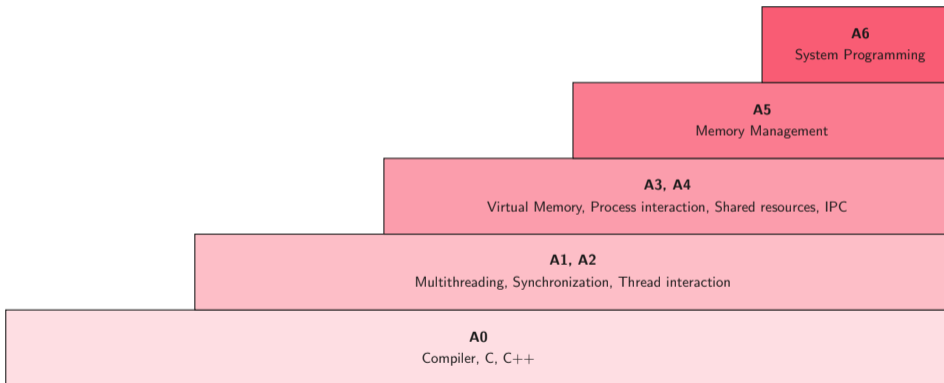 A6
System Programming
A5
Memory Management
A3, A4
Virtual Memory, Process interaction, Shared resources, IPC
A1, A2
Multithreading, Synchronization, Thread interaction
A0
Compiler, C, C++